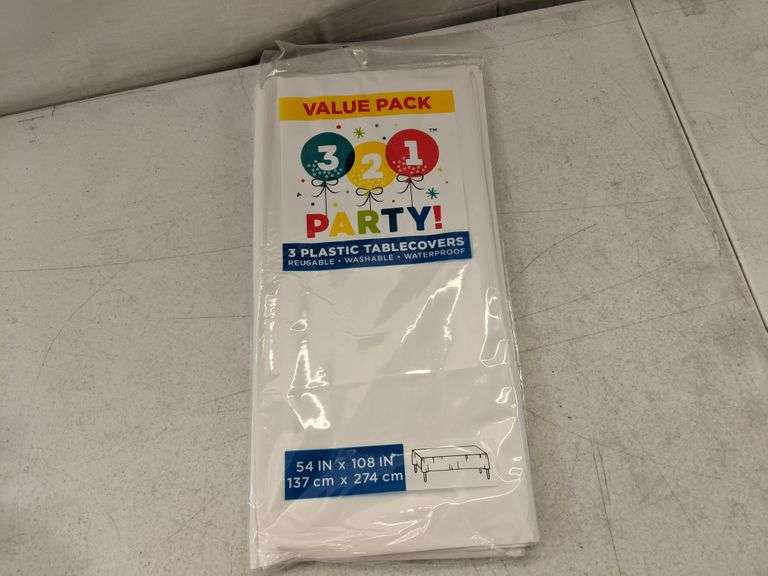 VALUE PACK
3 2 1 ™
PARTY!
3 PLASTIC TABLECOVERS
REUSABLE • WASHABLE • WATERPROOF
54 IN x 108 IN
137 cm x 274 cm